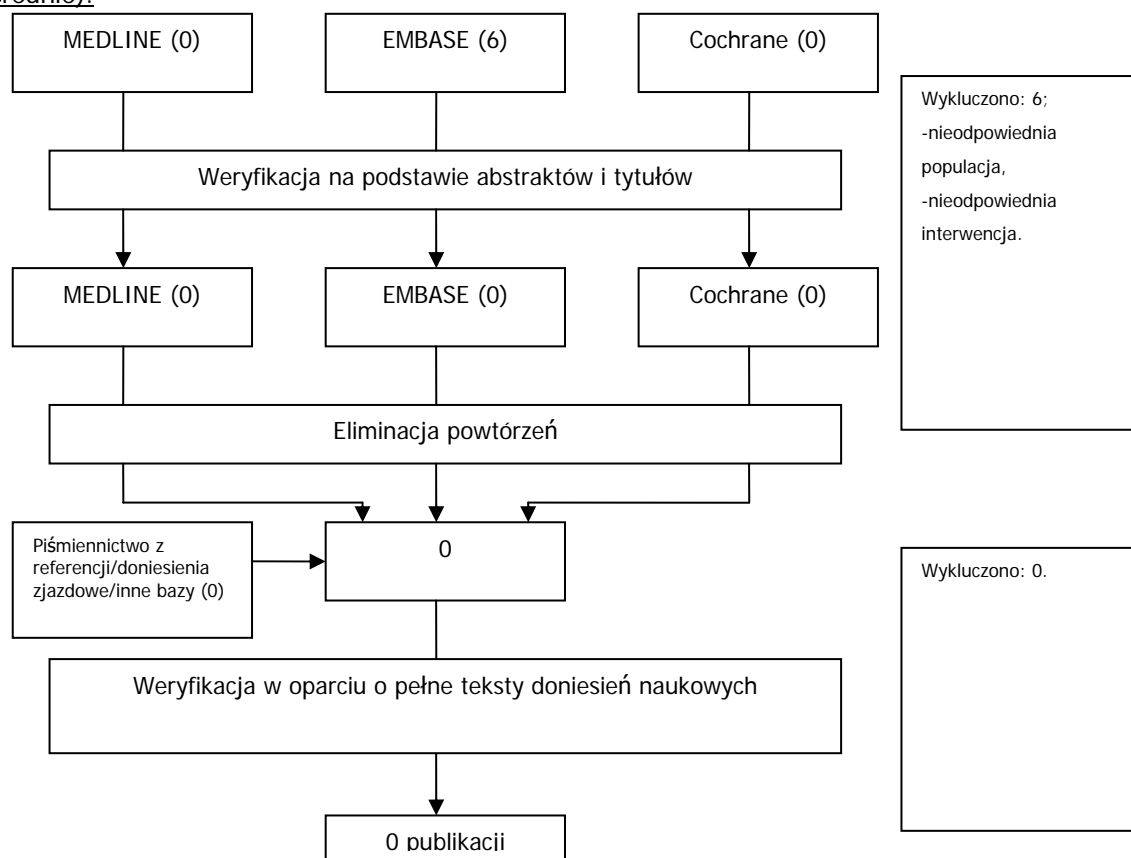 MEDLINE (0)
EMBASE (6)
Cochrane (0)
Wykluczono: 6;
-nieodpowiednia
populacja,
-nieodpowiednia
interwencja.
Weryfikacja na podstawie abstraktów i tytułów
MEDLINE (0)
EMBASE (0)
Cochrane (0)
Eliminacja powtórzeń
Piśmiennictwo z
referencji/doniesienia
zjazdowe/inne bazy (0)
0
Wykluczono: 0.
Weryfikacja w oparciu o pełne teksty doniesień naukowych
0 publikacji